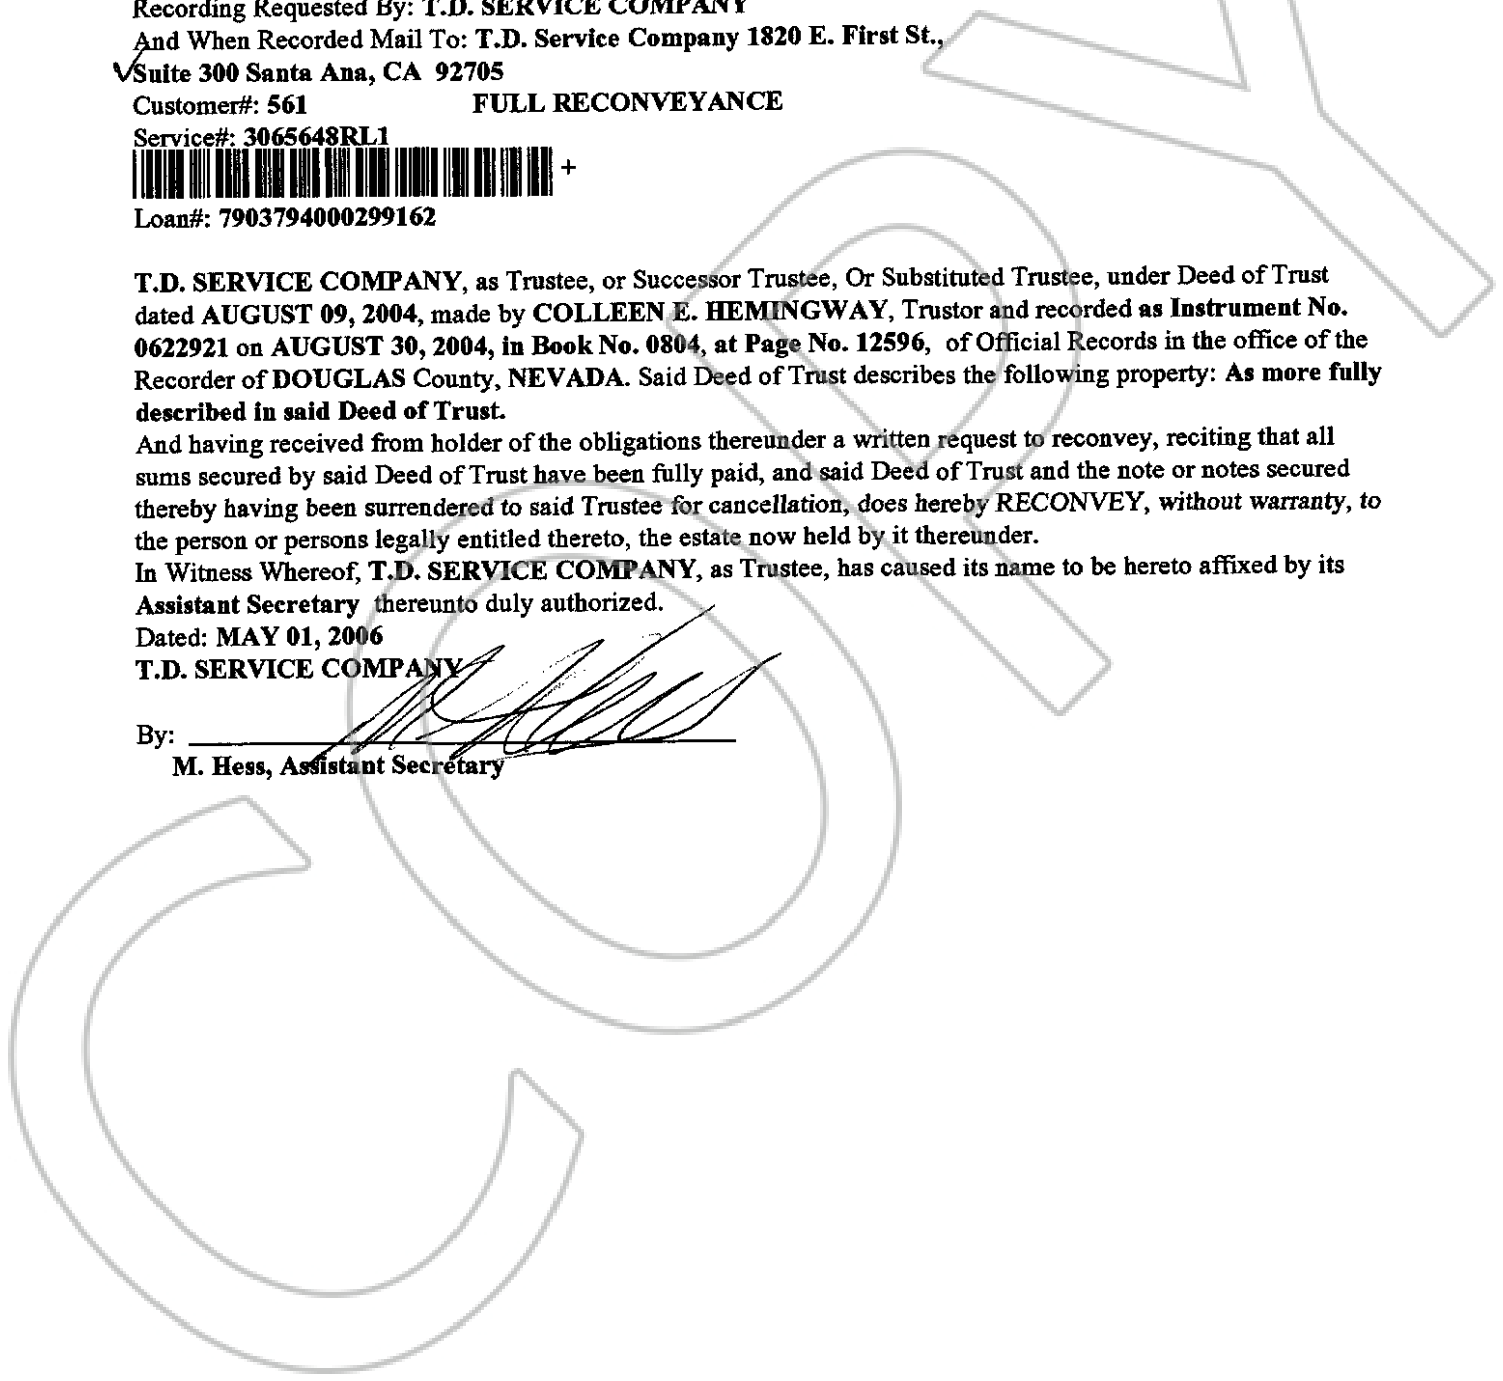 Recording Requested By: T.D. SERVICE COMPANY
And When Recorded Mail To: T.D. Service Company 1820 E. First St.,
Suite 300 Santa Ana, CA 92705
Customer#: 561 FULL RECONVEYANCE
Service#: 3065648RL1
+
Loan#: 7903794000299162
T.D. SERVICE COMPANY, as Trustee, or Successor Trustee, Or Substituted Trustee, under Deed of Trust
dated AUGUST 09, 2004, made by COLLEEN E. HEMINGWAY, Trustor and recorded as Instrument No.
0622921 on AUGUST 30, 2004, in Book No. 0804, at Page No. 12596, of Official Records in the office of the
Recorder of DOUGLAS County, NEVADA. Said Deed of Trust describes the following property: As more fully
described in said Deed of Trust.
And having received from holder of the obligations thereunder a written request to reconvey, reciting that all
sums secured by said Deed of Trust have been fully paid, and said Deed of Trust and the note or notes secured
thereby having been surrendered to said Trustee for cancellation, does hereby RECONVEY, without warranty, to
the person or persons legally entitled thereto, the estate now held by it thereunder.
In Witness Whereof, T.D. SERVICE COMPANY, as Trustee, has caused its name to be hereto affixed by its
Assistant Secretary thereunto duly authorized.
Dated: MAY 01, 2006
T.D. SERVICE COMPANY
By:
M. Hess, Assistant Secretary
COPY